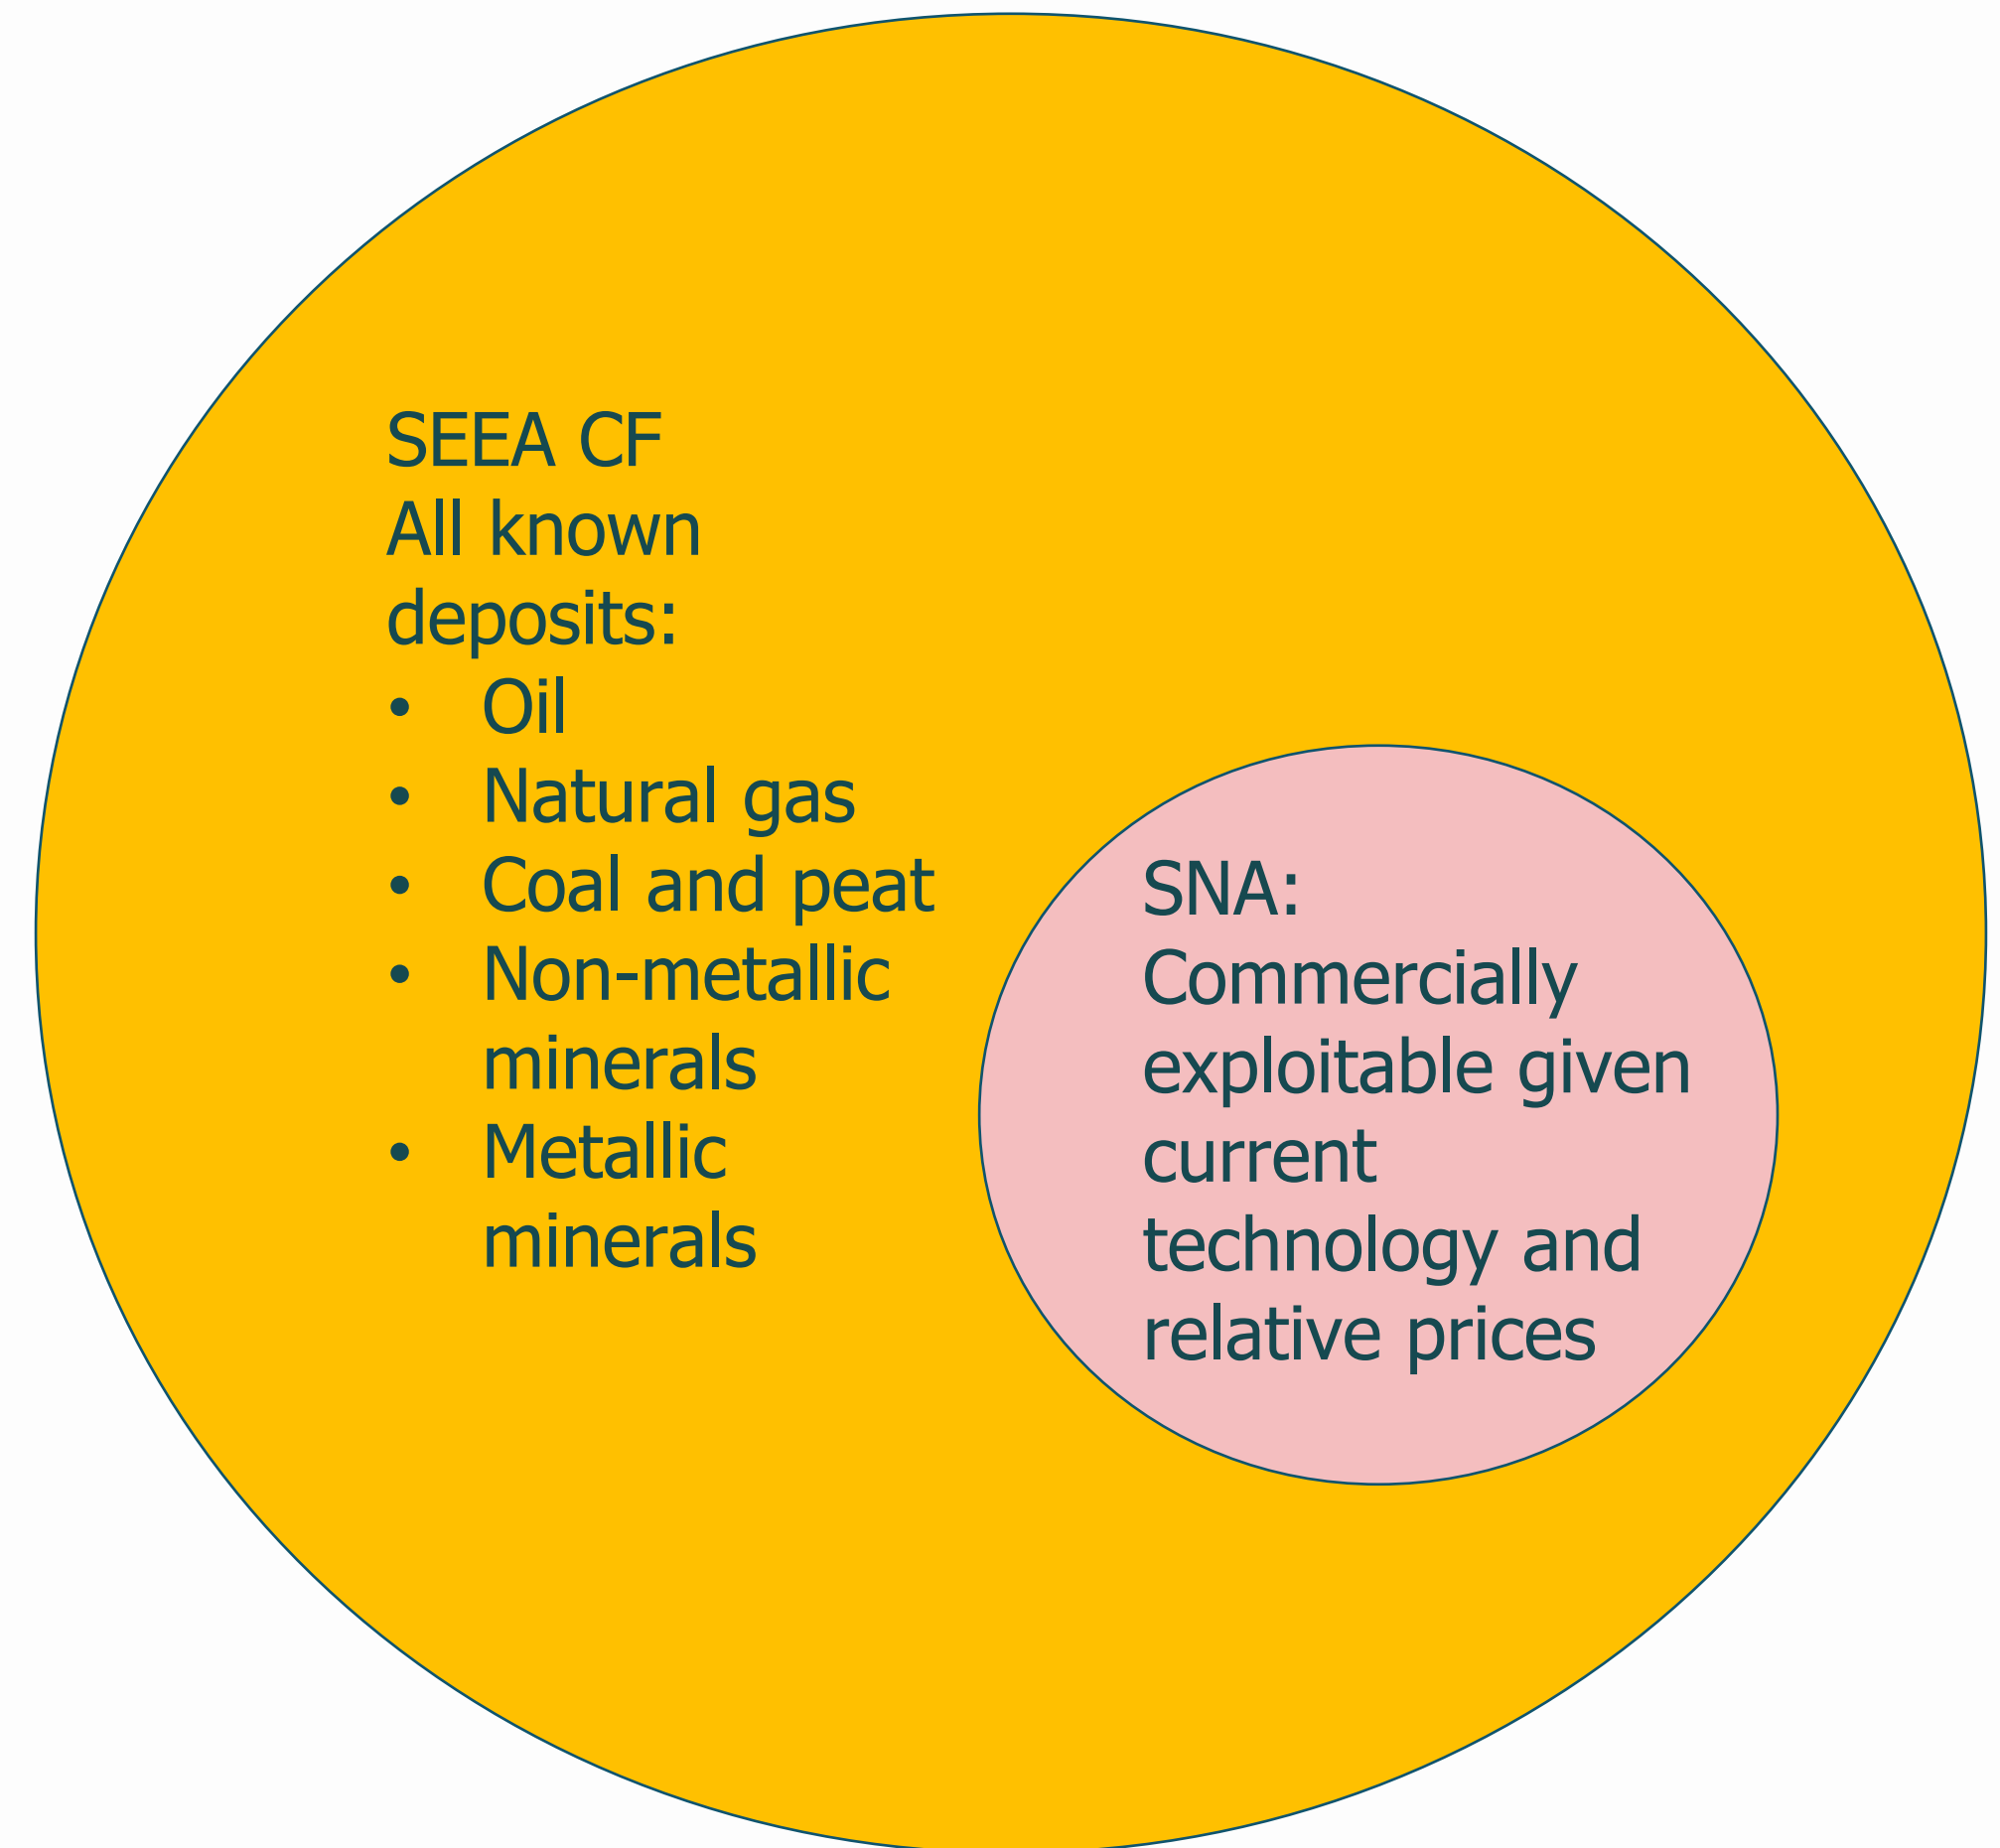 SEEA CF
All known
deposits:
• Oil
• Natural gas
• Coal and peat
• Non-metallic
minerals
• Metallic
minerals
SNA:
Commercially
exploitable given
current
technology and
relative prices